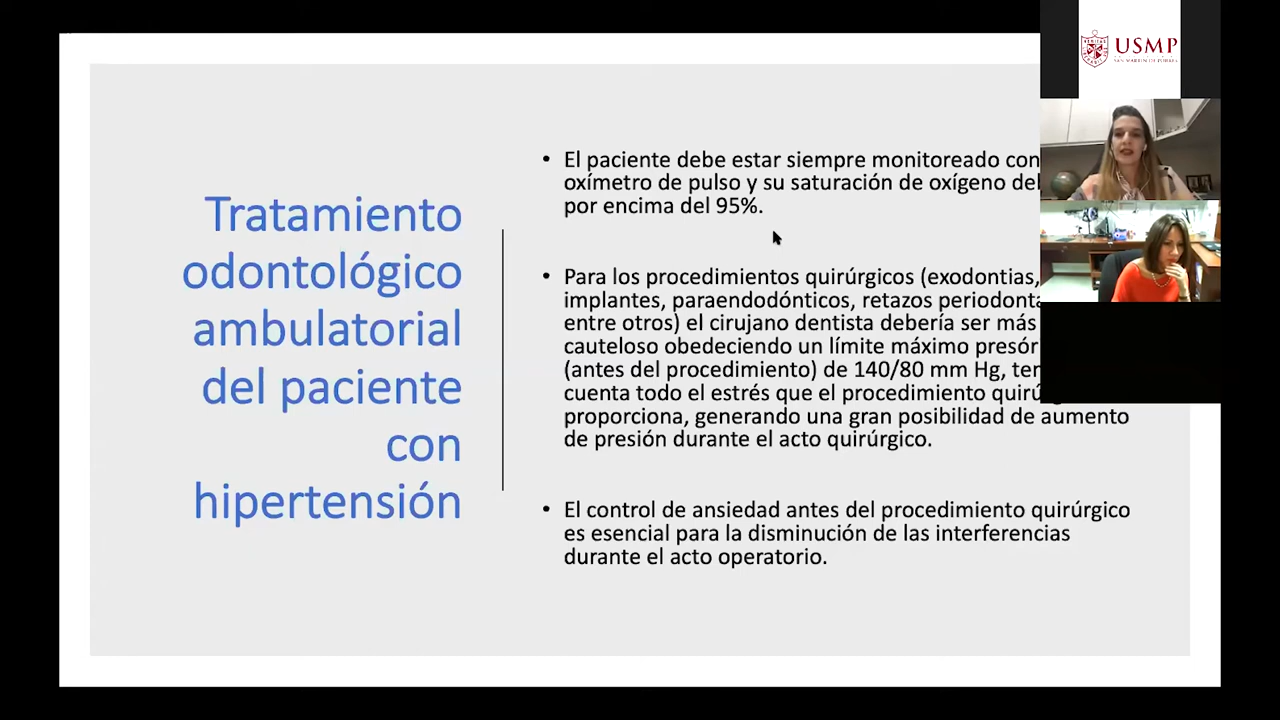 USMP
SAN MARTIN DE PORRES
Tratamiento
odontológico
ambulatorial
del paciente
con
hipertensión
• El paciente debe estar siempre monitoreado con
oxímetro de pulso y su saturación de oxígeno
por encima del 95%.
• Para los procedimientos quirúrgicos (exodontias,
implantes, paraendodónticos, retazos
entre otros) el cirujano dentista debería ser más
cauteloso obedeciendo un límite máximo
(antes del procedimiento) de 140/80 mm Hg,
cuenta todo el estrés que el procedimiento
proporciona, generando una gran posibilidad de aumento
de presión durante el acto quirúrgico.
• El control de ansiedad antes del procedimiento quirúrgico
es esencial para la disminución de las interferencias
durante el acto operatorio.